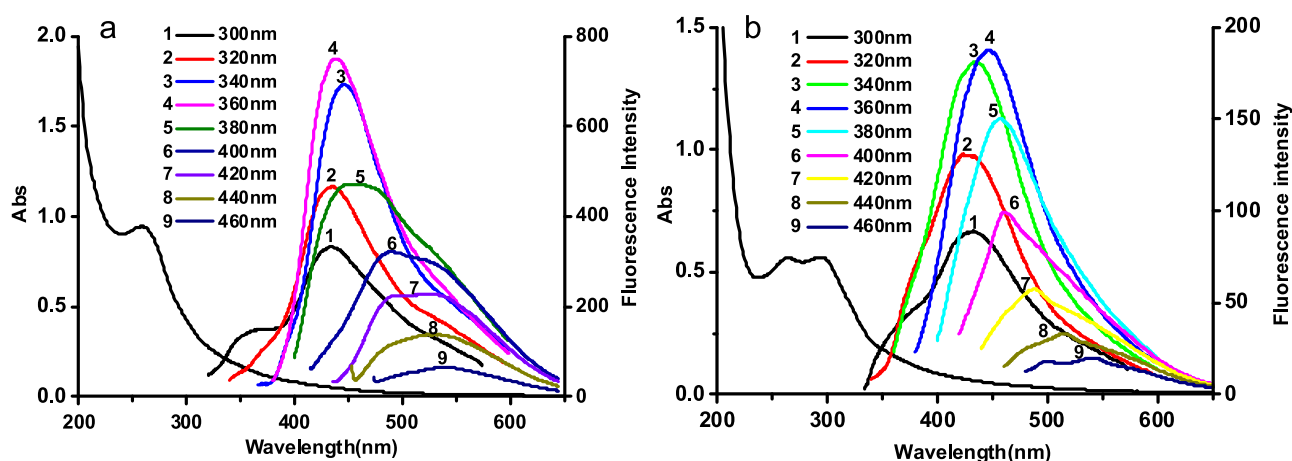 a
1 300nm
2 320nm
3 340nm
4 360nm
5 380nm
6 400nm
7 420nm
8 440nm
9 460nm
Abs
2.0
1.5
1.0
0.5
0.0
200 300 400 500 600
Wavelength(nm)
800
600
400
200
0
Fluorescence Intensity
4
3
2
5
1
6
7
8
9
b
1 300nm
2 320nm
3 340nm
4 360nm
5 380nm
6 400nm
7 420nm
8 440nm
9 460nm
Abs
1.5
1.0
0.5
0.0
200 300 400 500 600
Wavelength(nm)
200
150
100
50
0
Fluorescence intensity
4
3
5
2
6
1
7
8
9